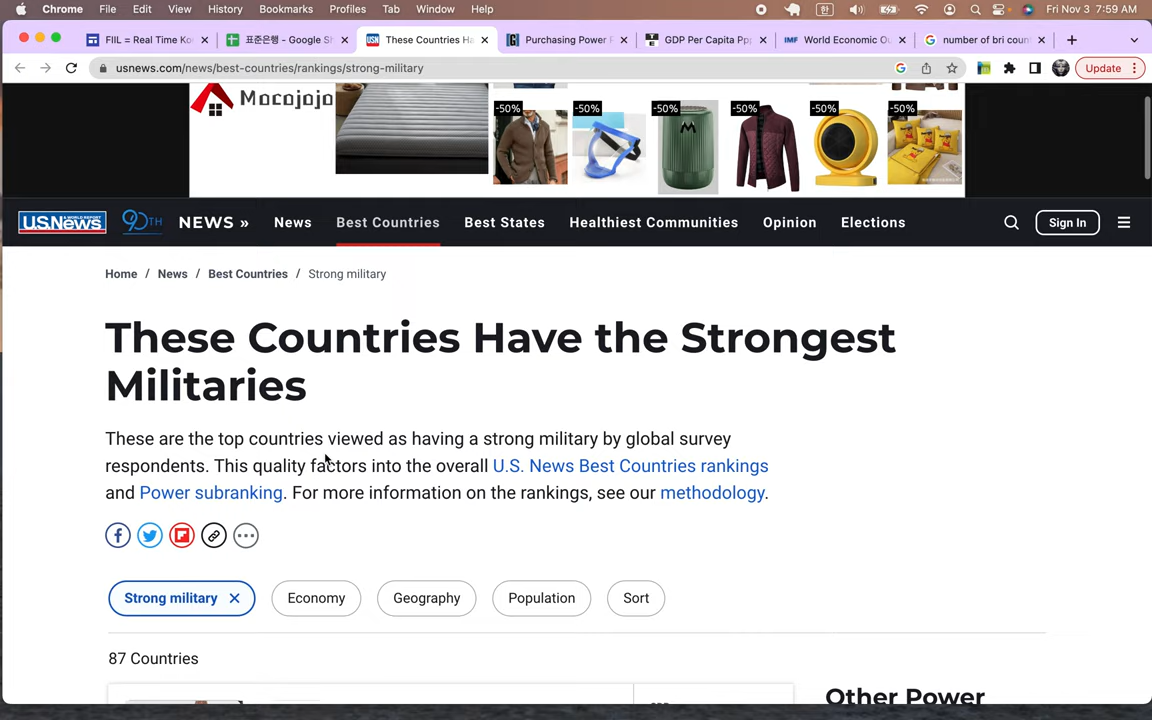 Chrome File Edit View History Bookmarks Profiles Tab Window Help 한 Fri Nov 3 7:59 AM
FIIL = Real Time Ko 표준은행 - Google Sh These Countries Ha Purchasing Power P GDP Per Capita Ppp World Economic Ou number of bri coun
usnews.com/news/best-countries/rankings/strong-military Update
Mocojojo -50% -50% -50% -50% -50% -50%
U.S.News 90TH NEWS » News Best Countries Best States Healthiest Communities Opinion Elections Sign In
Home / News / Best Countries / Strong military
These Countries Have the Strongest
Militaries
These are the top countries viewed as having a strong military by global survey
respondents. This quality factors into the overall U.S. News Best Countries rankings
and Power subranking. For more information on the rankings, see our methodology.
Strong military Economy Geography Population Sort
87 Countries
Other Power